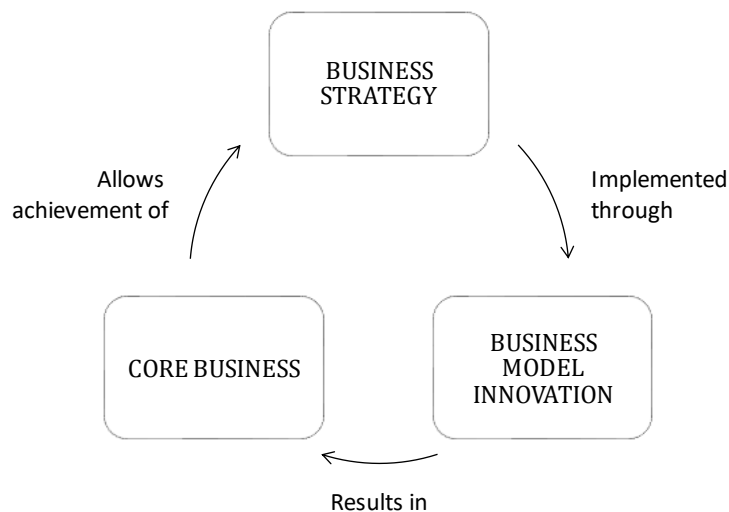 BUSINESS
STRATEGY
Allows
achievement of
Implemented
through
CORE BUSINESS
BUSINESS
MODEL
INNOVATION
Results in